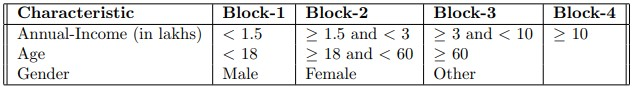 Characteristic Block-1 Block-2 Block-3 Block-4
Annual-Income (in lakhs) < 1.5 ≥ 1.5 and < 3 ≥ 3 and < 10 ≥ 10
Age < 18 ≥ 18 and < 60 ≥ 60
Gender Male Female Other